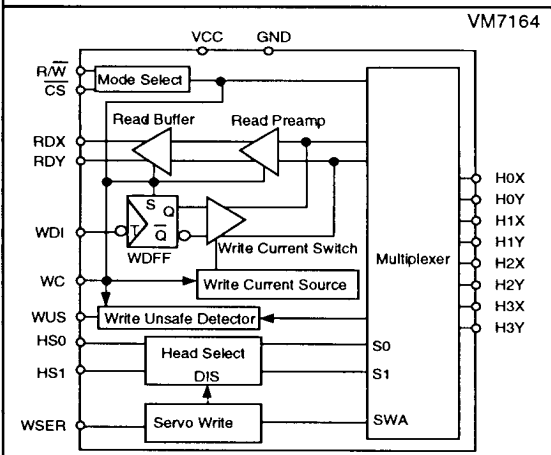 VM7164
VCC
GND
R/W̅
C̅S̅
Mode Select
Read Buffer
Read Preamp
RDX
RDY
S
Q
T
Q̅
WDI
WDFF
Write Current Switch
WC
Write Current Source
WUS
Write Unsafe Detector
HS0
Head Select
HS1
DIS
WSER
Servo Write
Multiplexer
S0
S1
SWA
H0X
H0Y
H1X
H1Y
H2X
H2Y
H3X
H3Y